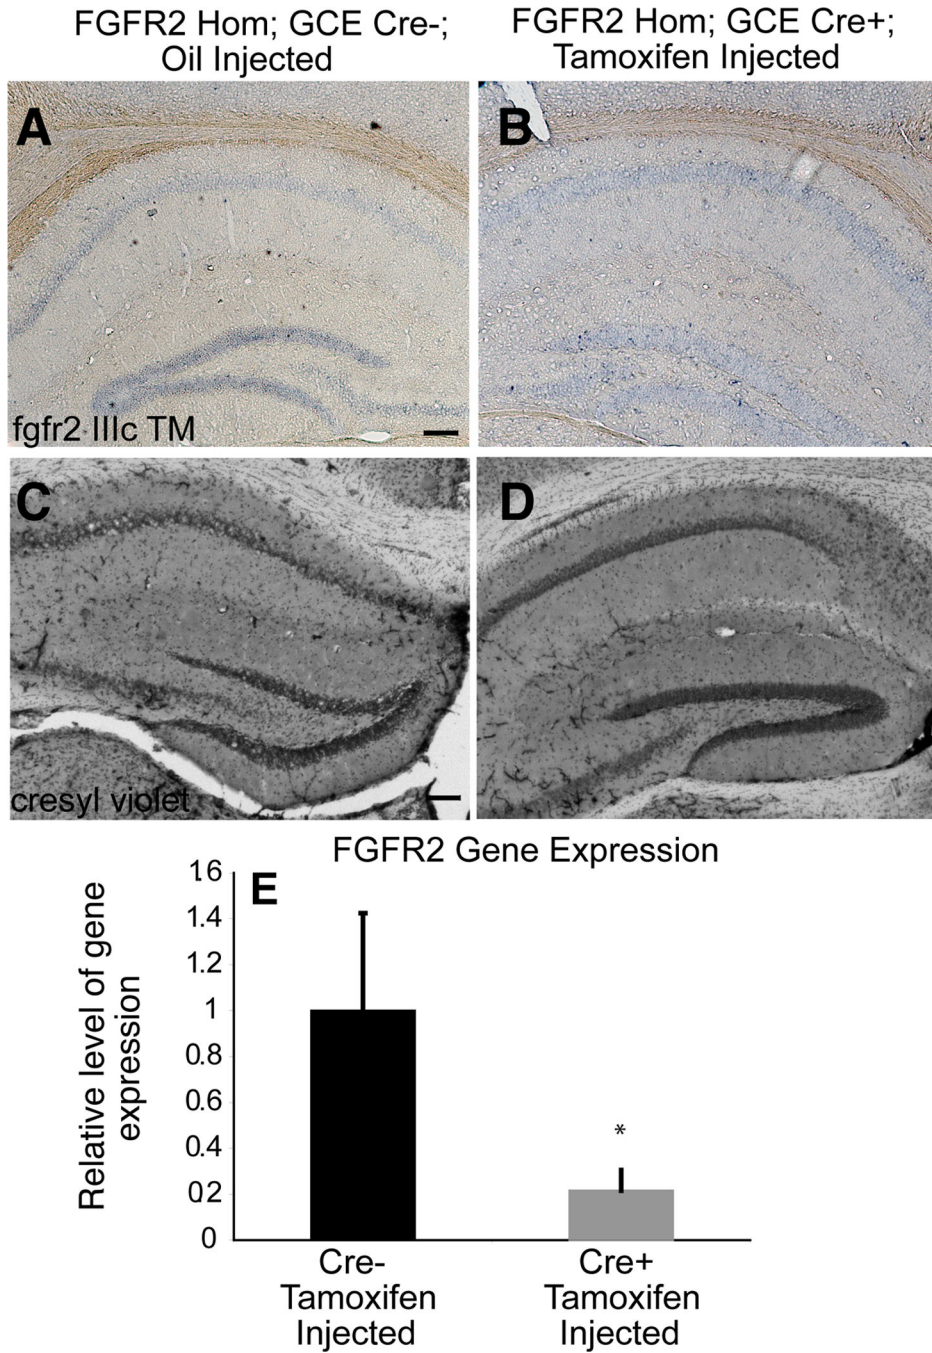 FGFR2 Hom; GCE Cre-;
Oil Injected
FGFR2 Hom; GCE Cre+;
Tamoxifen Injected
A
B
fgfr2 IIIc TM
C
D
cresyl violet
FGFR2 Gene Expression
E
Relative level of gene
expression
16
1.4
1.2
1
0.8
0.6
0.4
02
0
*
Cre-
Tamoxifen
Injected
Cre+
Tamoxifen
Injected